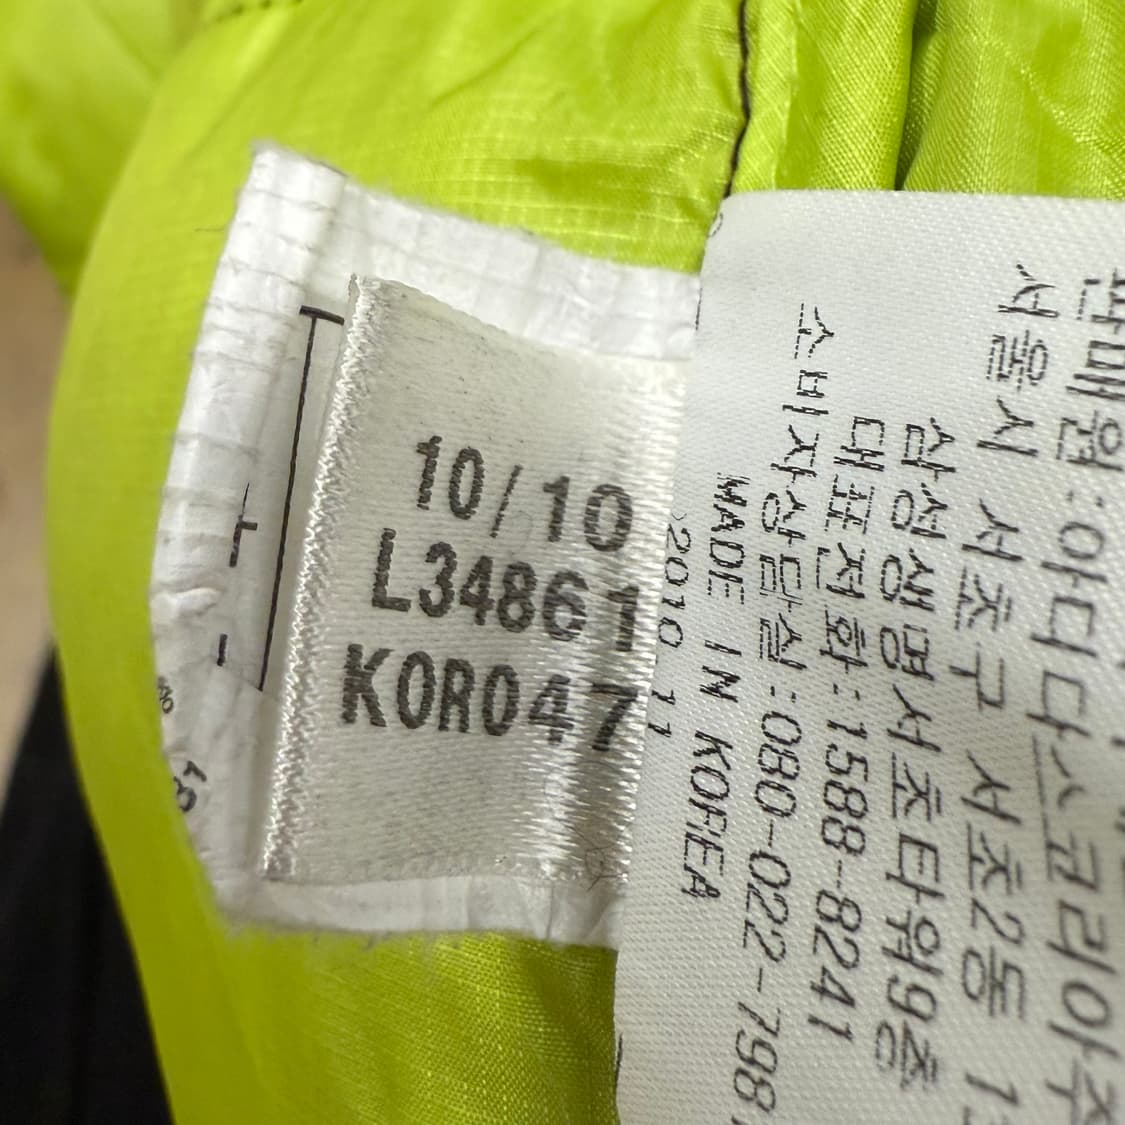 10/10
L34861
KOR047
판매원:아디다스코리아주
서울시 서초구 서초2동 1
삼성생명서초타워9층
대표전화:1588-8241
소비자상담실:080-022-798
MADE IN KOREA
2010 11